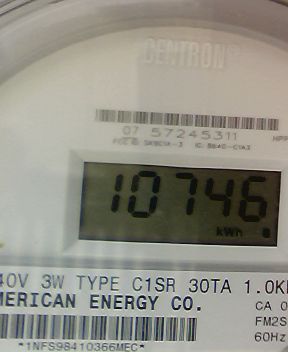 CENTRON®
07 57245311
10746
kWh
40V 3W TYPE C1SR 30TA 1.0K
MERICAN ENERGY CO.
CA 0
FM2S
60Hz
*1NFS98410366MEC*